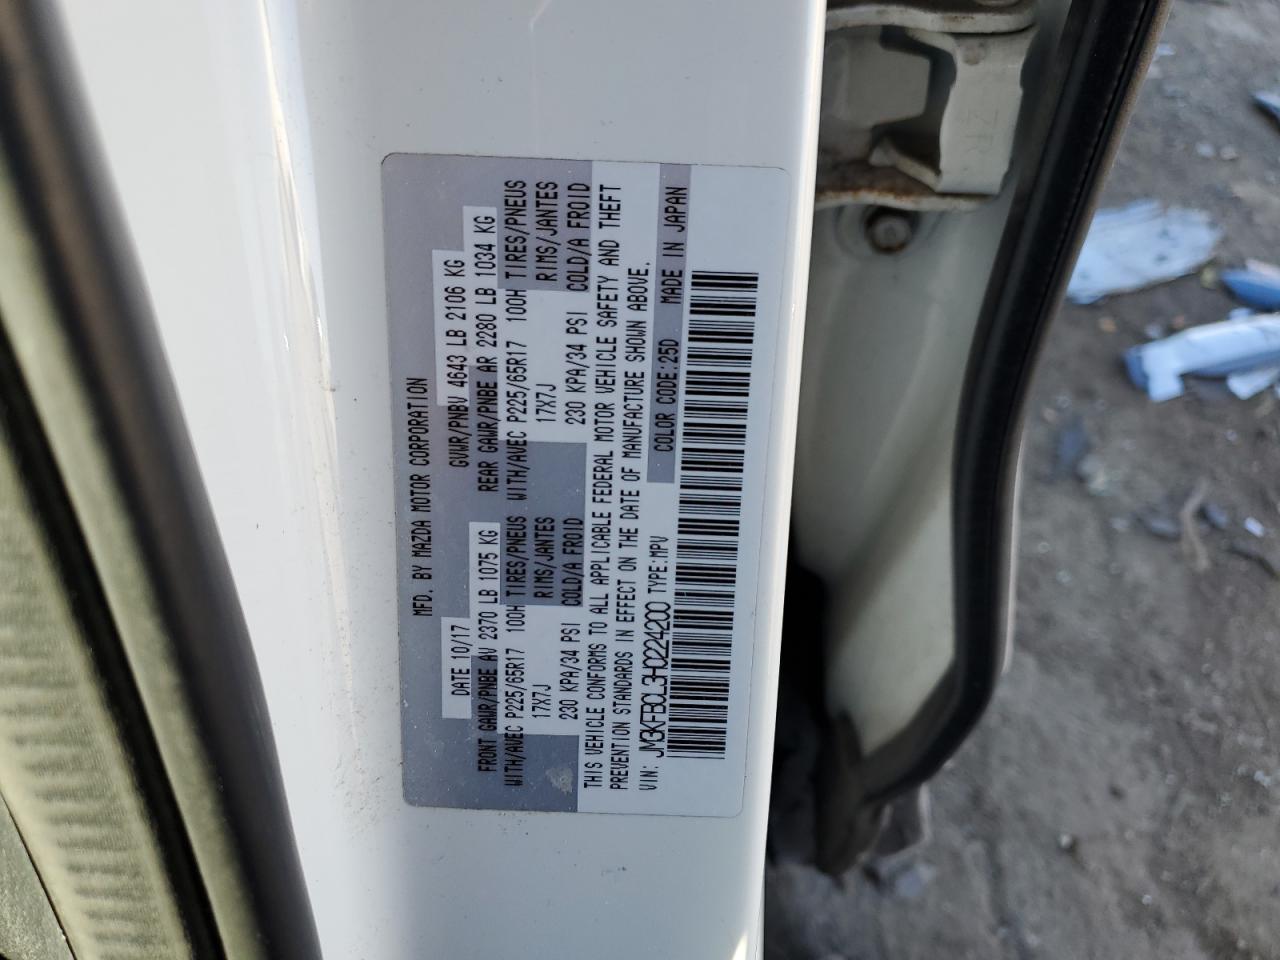 MFD. BY MAZDA MOTOR CORPORATION
DATE 10/17 GVWR/PNBV 4643 LB 2106 KG
FRONT GAWR/PNBE AV 2370 LB 1075 KG REAR GAWR/PNBE AR 2280 LB 1034 KG
WITH/AVEC P225/65R17 100H TIRES/PNEUS WITH/AVEC P225/65R17 100H TIRES/PNEUS
17X7J RIMS/JANTES 17X7J RIMS/JANTES
230 KPA/34 PSI COLD/A FROID 230 KPA/34 PSI COLD/A FROID
THIS VEHICLE CONFORMS TO ALL APPLICABLE FEDERAL MOTOR VEHICLE SAFETY AND THEFT
PREVENTION STANDARDS IN EFFECT ON THE DATE OF MANUFACTURE SHOWN ABOVE.
VIN: JM3KFBCL3H0224200 TYPE:MPV COLOR CODE:25D MADE IN JAPAN